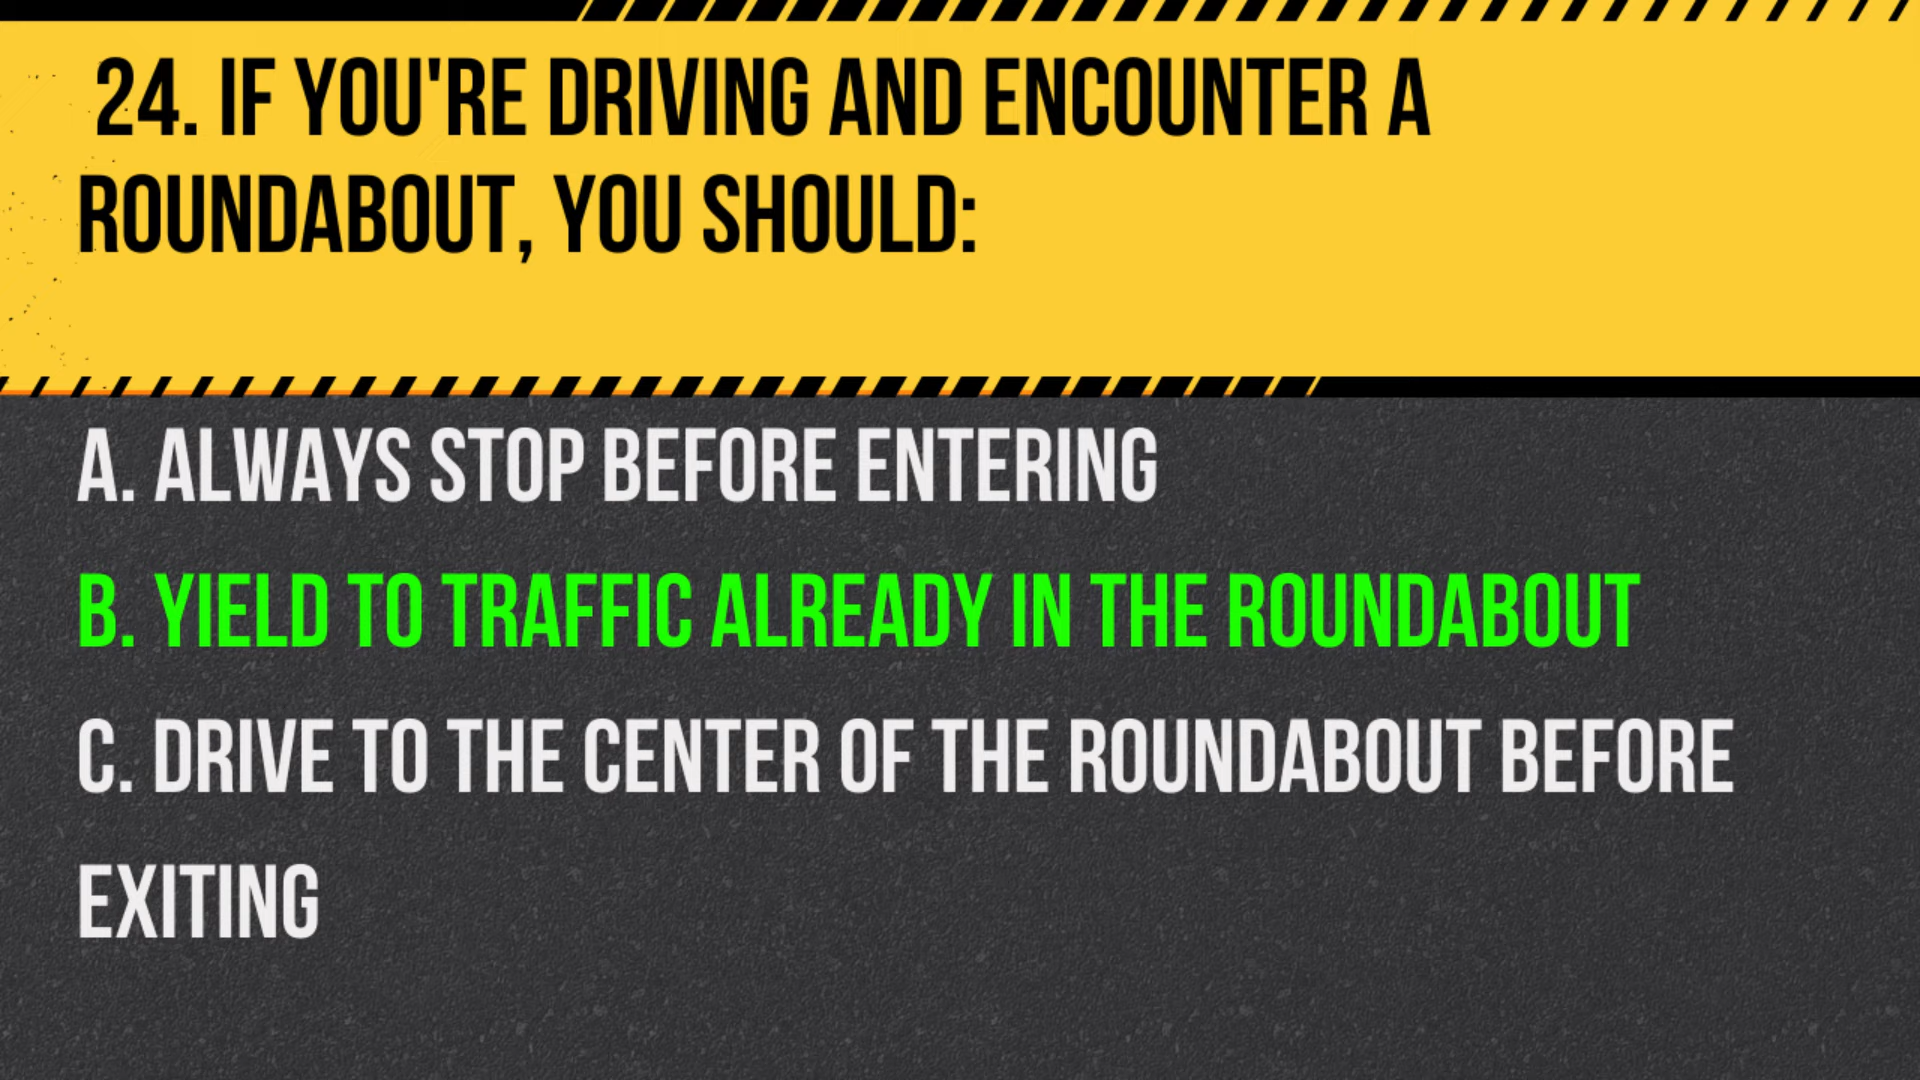 24. IF YOU'RE DRIVING AND ENCOUNTER A
ROUNDABOUT, YOU SHOULD:
A. ALWAYS STOP BEFORE ENTERING
B. YIELD TO TRAFFIC ALREADY IN THE ROUNDABOUT
C. DRIVE TO THE CENTER OF THE ROUNDABOUT BEFORE
EXITING